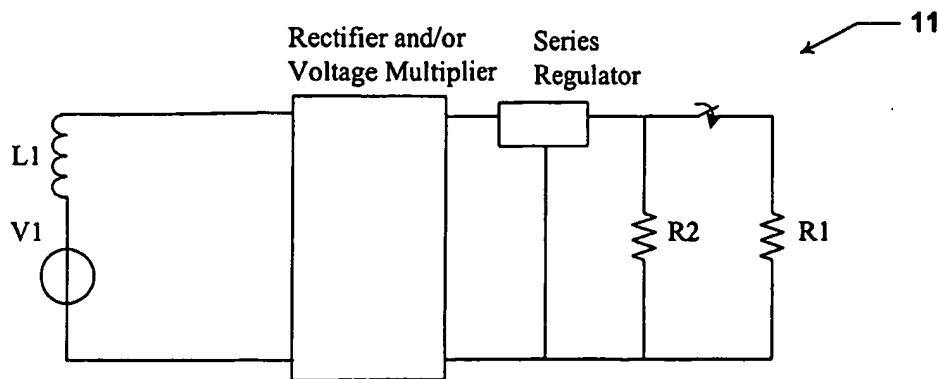 11
Rectifier and/or
Voltage Multiplier
Series
Regulator
L1
V1
R2
R1